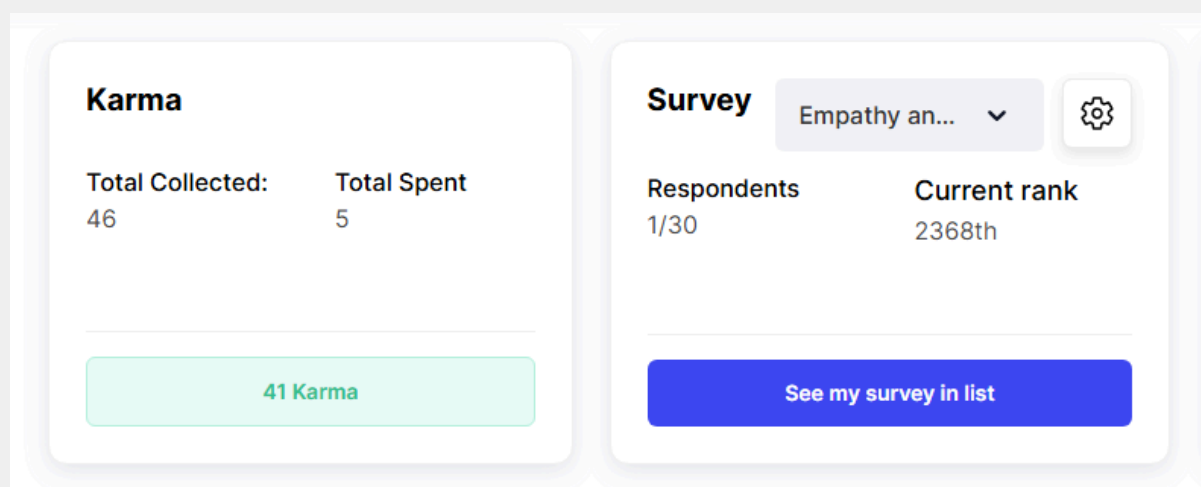 Karma
Total Collected:
46
Total Spent
5
41 Karma
Survey
Empathy an...
Respondents
1/30
Current rank
2368th
See my survey in list